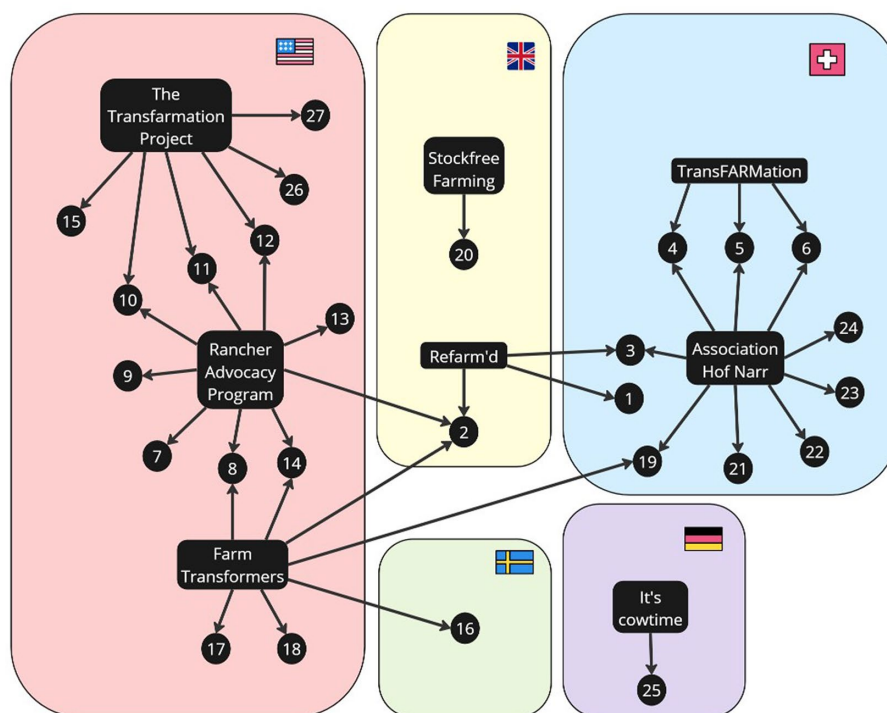 The
Transfarmation
Project
27
26
15
12
11
10
13
Rancher
Advocacy
Program
9
7
8
14
Farm
Transformers
17
18
Stockfree
Farming
20
Refarm'd
2
TransFARMation
4
5
6
3
Association
Hof Narr
24
1
23
19
21
22
16
It's
cowtime
25